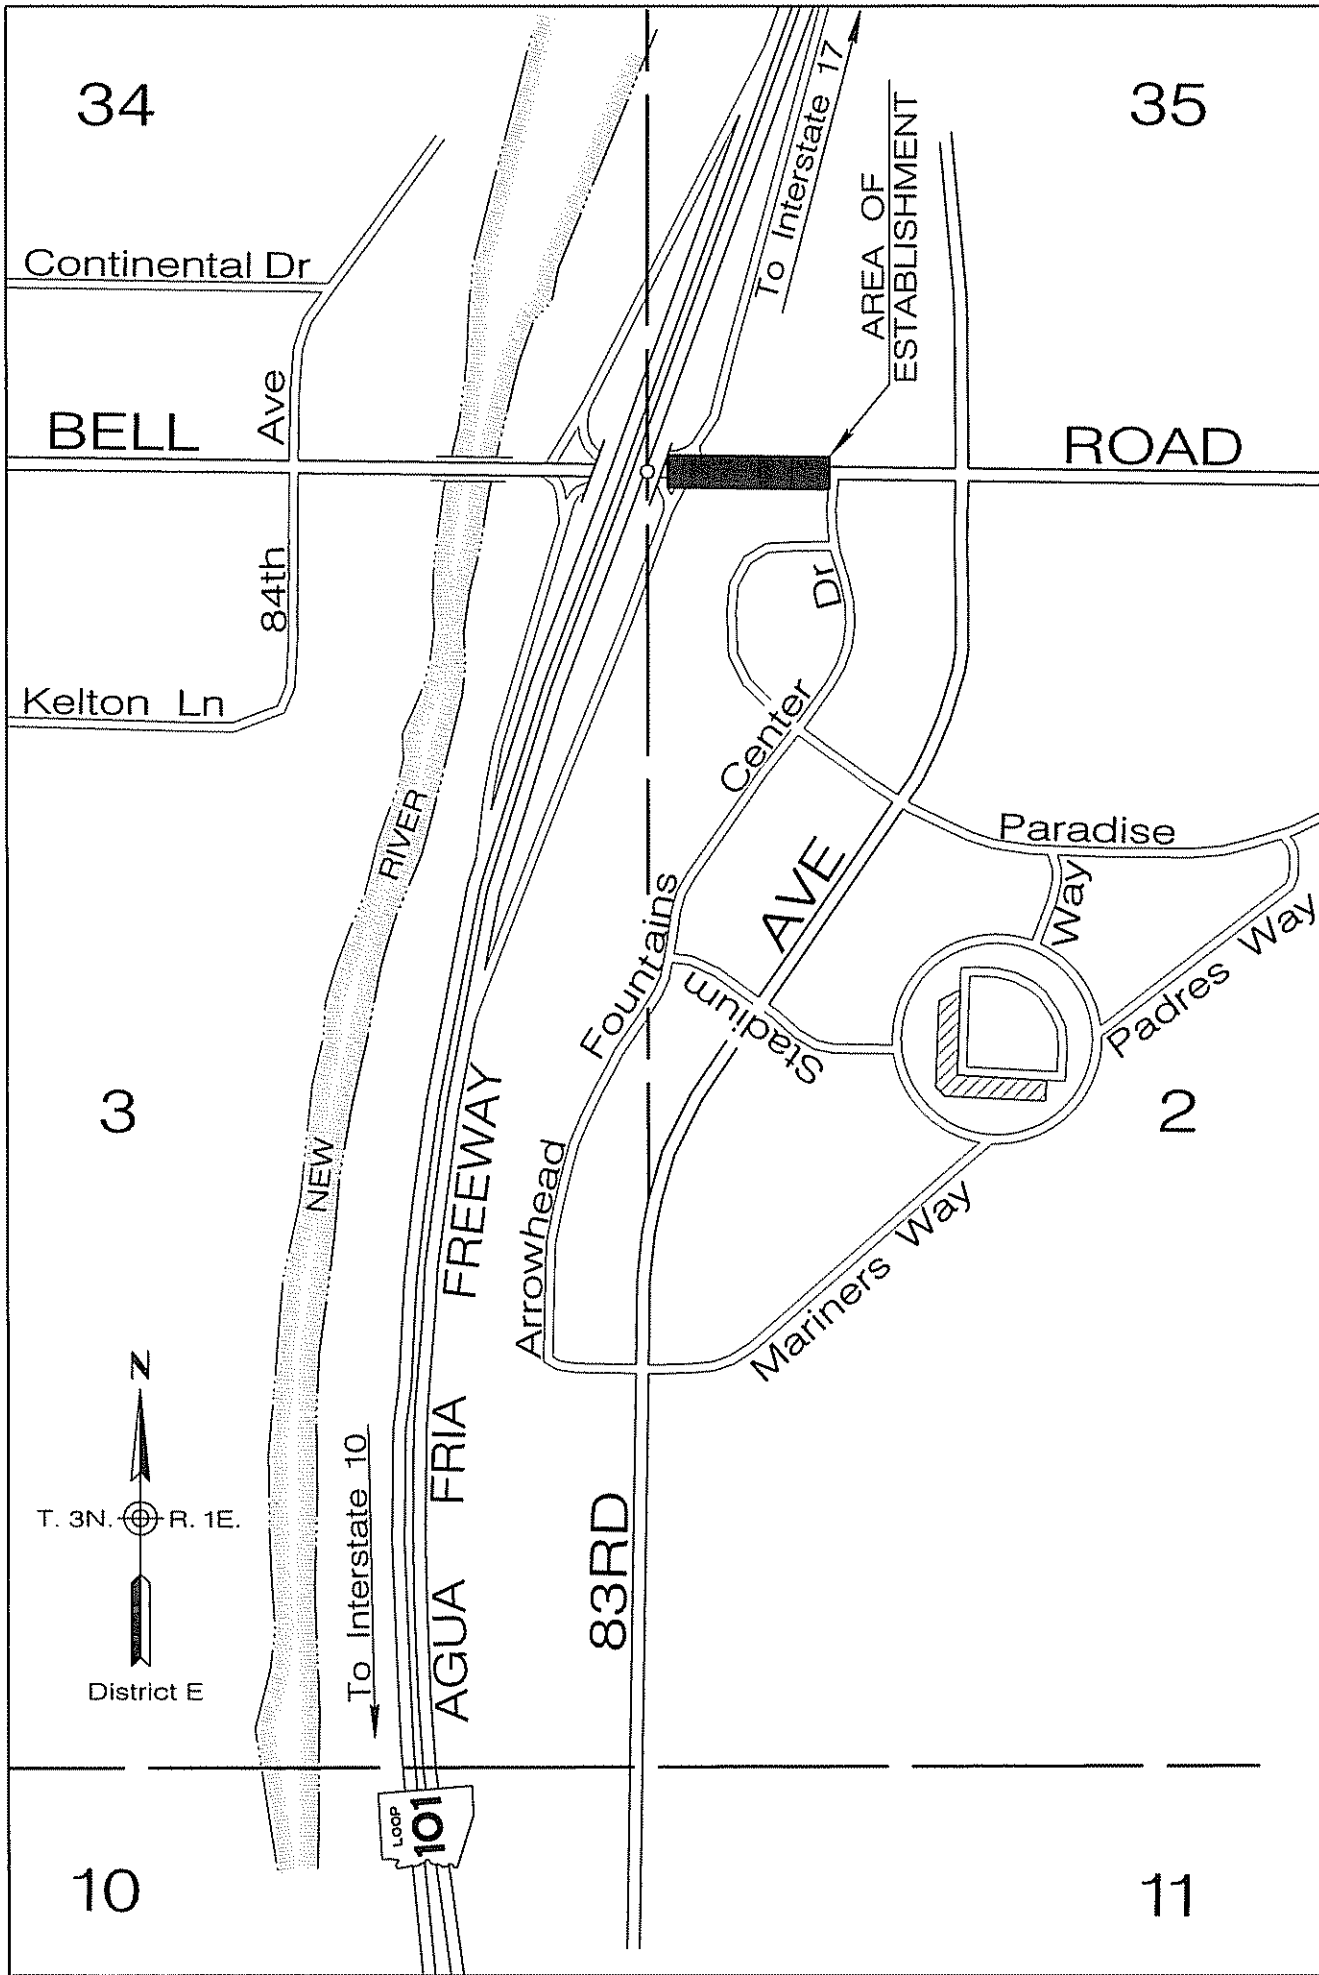 34
35
To Interstate 17
AREA OF
ESTABLISHMENT
Continental Dr
BELL
Ave
ROAD
84th
Dr
Kelton Ln
Center
RIVER
Paradise
AVE
Way
Fountains
Stadium
Padres Way
3
FREEWAY
2
NEW
Arrowhead
Mariners Way
N
FRIA
To Interstate 10
T. 3N. R. 1E.
83RD
AGUA
District E
LOOP
101
10
11